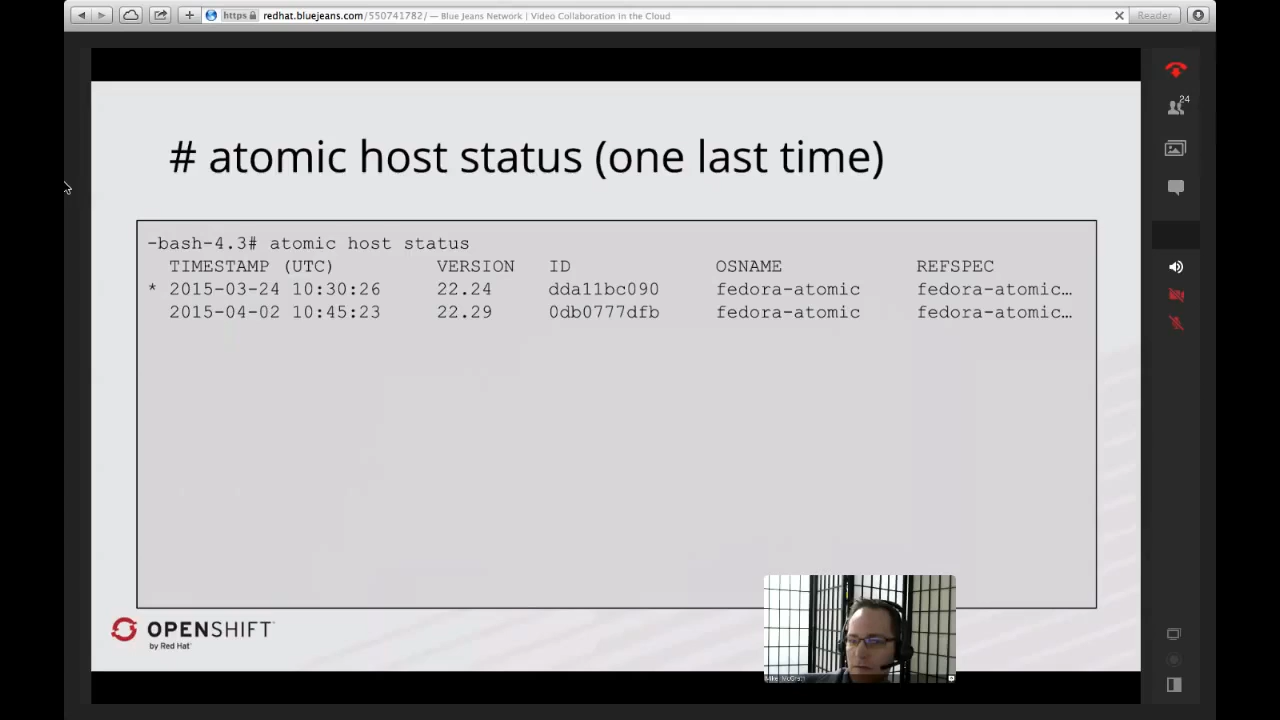 https redhat.bluejeans.com/550741782/ — Blue Jeans Network | Video Collaboration in the Cloud Reader
24
# atomic host status (one last time)
-bash-4.3# atomic host status
TIMESTAMP (UTC) VERSION ID OSNAME REFSPEC
* 2015-03-24 10:30:26 22.24 dda11bc090 fedora-atomic fedora-atomic…
2015-04-02 10:45:23 22.29 0db0777dfb fedora-atomic fedora-atomic…
OPENSHIFT
by Red Hat
Mike McGrath